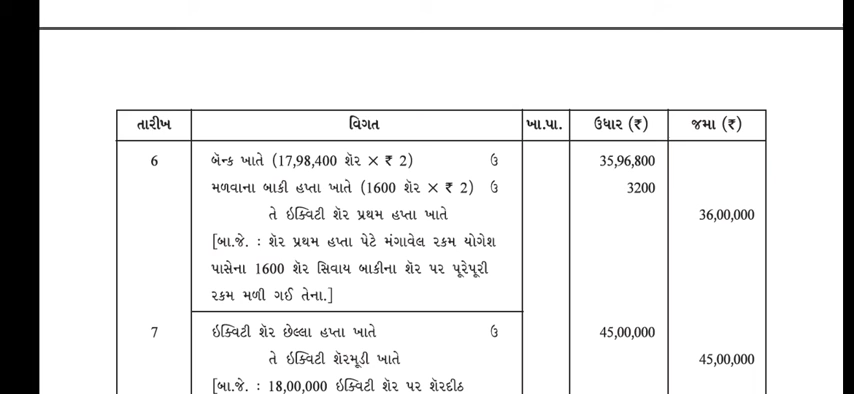 તારીખ વિગત ખા.પા. ઉધાર (₹) જમા (₹)
6 બૅન્ક ખાતે (17,98,400 શૅર × ₹ 2) ઉ 35,96,800
મળવાના બાકી હપ્તા ખાતે (1600 શૅર × ₹ 2) ઉ 3200
તે ઇક્વિટી શૅર પ્રથમ હપ્તા ખાતે 36,00,000
[બા.જે. : શૅર પ્રથમ હપ્તા પેટે મંગાવેલ રકમ યોગેશ
પાસેના 1600 શૅર સિવાય બાકીના શૅર પર પૂરેપૂરી
રકમ મળી ગઈ તેના.]
7 ઇક્વિટી શૅર છેલ્લા હપ્તા ખાતે ઉ 45,00,000
તે ઇક્વિટી શૅરમૂડી ખાતે 45,00,000
[બા.જે. : 18,00,000 ઇક્વિટી શૅર પર શૅરદીઠ